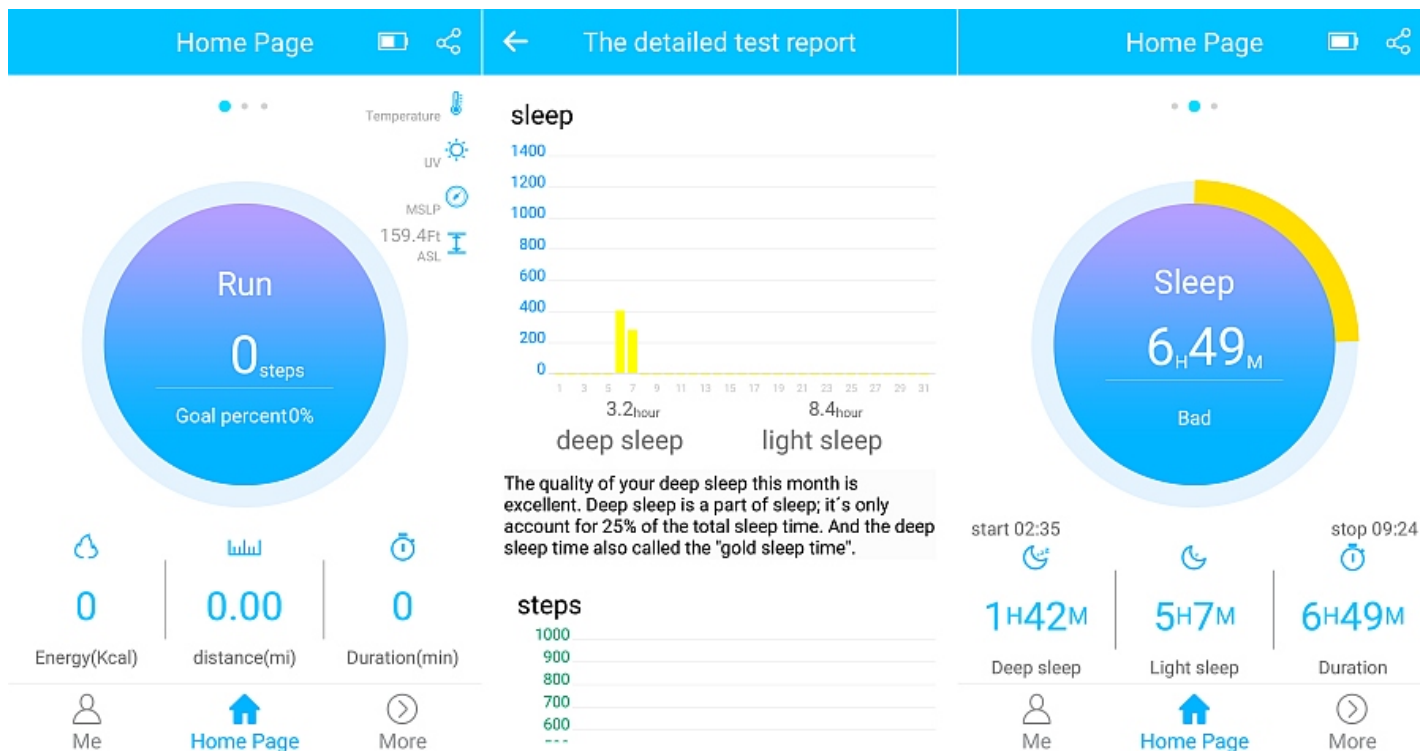 Home Page
Temperature
UV
MSLP
159.4Ft
ASL
Run
0 steps
Goal percent0%
0
0.00
0
Energy(Kcal)
distance(mi)
Duration(min)
Me
Home Page
More
The detailed test report
sleep
1400
1200
1000
800
600
400
200
0
1 3 5 7 9 11 13 15 17 19 21 23 25 27 29 31
3.2hour
8.4hour
deep sleep
light sleep
The quality of your deep sleep this month is
excellent. Deep sleep is a part of sleep; it´s only
account for 25% of the total sleep time. And the deep
sleep time also called the "gold sleep time".
steps
1000
900
800
700
600
Home Page
Sleep
6H49M
Bad
start 02:35
stop 09:24
1H42M
5H7M
6H49M
Deep sleep
Light sleep
Duration
Me
Home Page
More